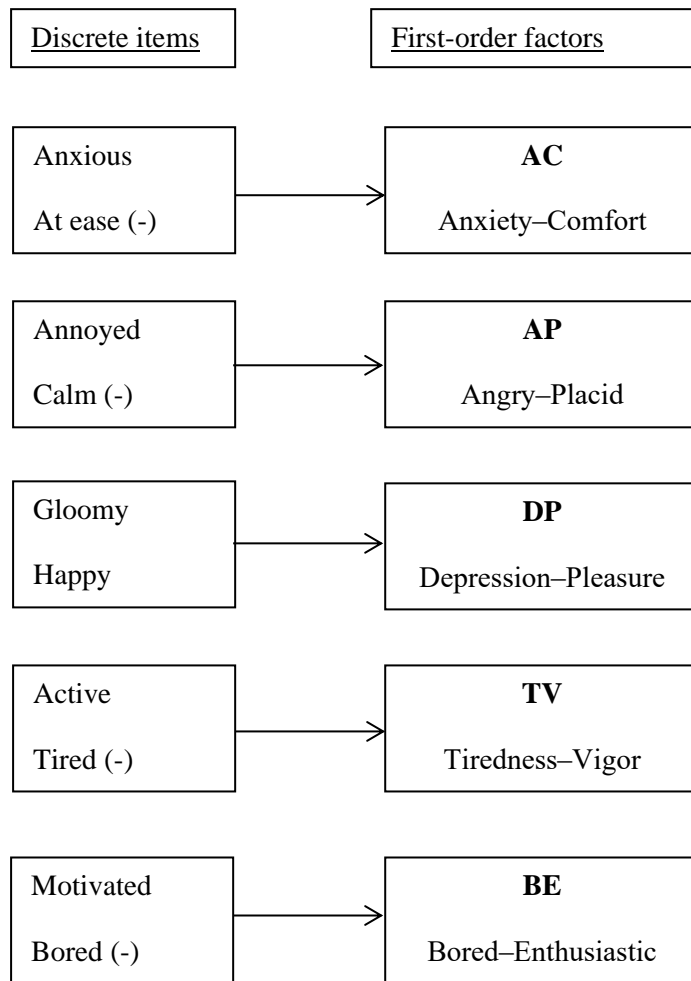 Discrete items
First-order factors
Anxious
At ease (-)
AC
Anxiety–Comfort
Annoyed
Calm (-)
AP
Angry–Placid
Gloomy
Happy
DP
Depression–Pleasure
Active
Tired (-)
TV
Tiredness–Vigor
Motivated
Bored (-)
BE
Bored–Enthusiastic